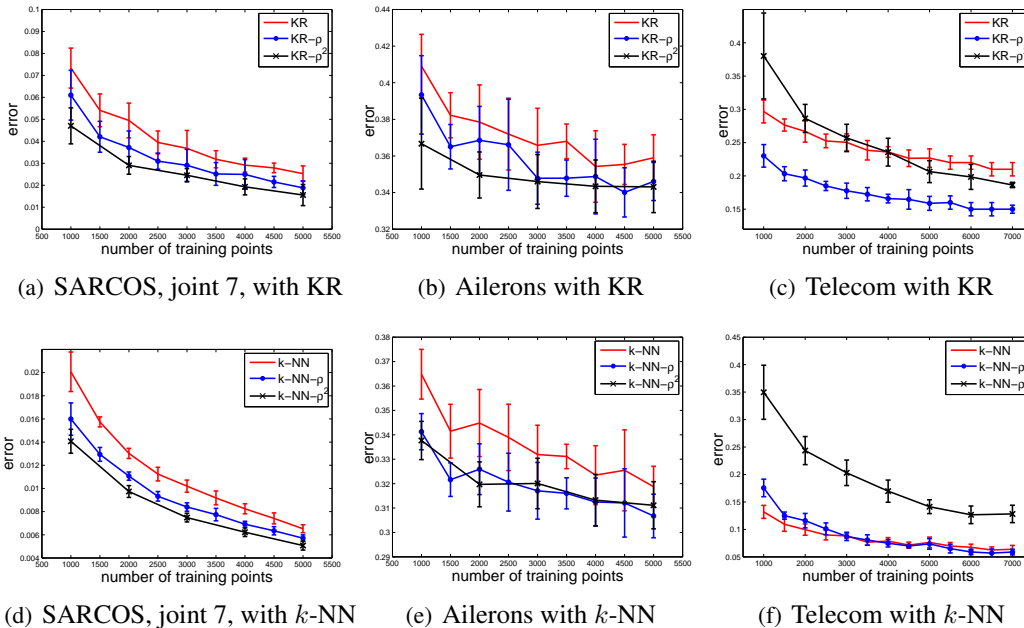 0.1
0.09
0.08
0.07
0.06
0.05
0.04
0.03
0.02
0.01
0
error
500 1000 1500 2000 2500 3000 3500 4000 4500 5000 5500
number of training points
KR
KR−ρ
KR−ρ²
(a) SARCOS, joint 7, with KR
0.44
0.42
0.4
0.38
0.36
0.34
0.32
error
500 1000 1500 2000 2500 3000 3500 4000 4500 5000 5500
number of training points
KR
KR−ρ
KR−ρ²
(b) Ailerons with KR
0.4
0.35
0.3
0.25
0.2
0.15
error
1000 2000 3000 4000 5000 6000 7000
number of training points
KR
KR−ρ
KR−ρ
(c) Telecom with KR
0.02
0.018
0.016
0.014
0.012
0.01
0.008
0.006
0.004
error
500 1000 1500 2000 2500 3000 3500 4000 4500 5000 5500
number of training points
k−NN
k−NN−ρ
k−NN−ρ²
(d) SARCOS, joint 7, with k-NN
0.38
0.37
0.36
0.35
0.34
0.33
0.32
0.31
0.3
0.29
error
500 1000 1500 2000 2500 3000 3500 4000 4500 5000 5500
number of training points
k−NN
k−NN−ρ
k−NN−ρ²
(e) Ailerons with k-NN
0.45
0.4
0.35
0.3
0.25
0.2
0.15
0.1
0.05
error
1000 2000 3000 4000 5000 6000 7000
number of training points
k−NN
k−NN−ρ
k−NN−ρ
(f) Telecom with k-NN